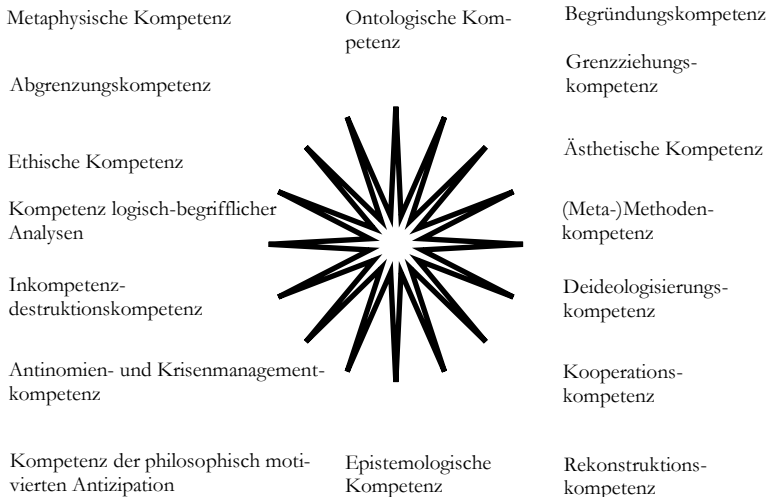 Metaphysische Kompetenz
Abgrenzungskompetenz
Ethische Kompetenz
Kompetenz logisch-begrifflicher
Analysen
Inkompetenz-
destruktionskompetenz
Antinomien- und Krisenmanagement-
kompetenz
Kompetenz der philosophisch moti-
vierten Antizipation
Ontologische Kom-
petenz
Epistemologische
Kompetenz
Begründungskompetenz
Grenzziehungs-
kompetenz
Ästhetische Kompetenz
(Meta-)Methoden-
kompetenz
Deideologisierungs-
kompetenz
Kooperations-
kompetenz
Rekonstruktions-
kompetenz